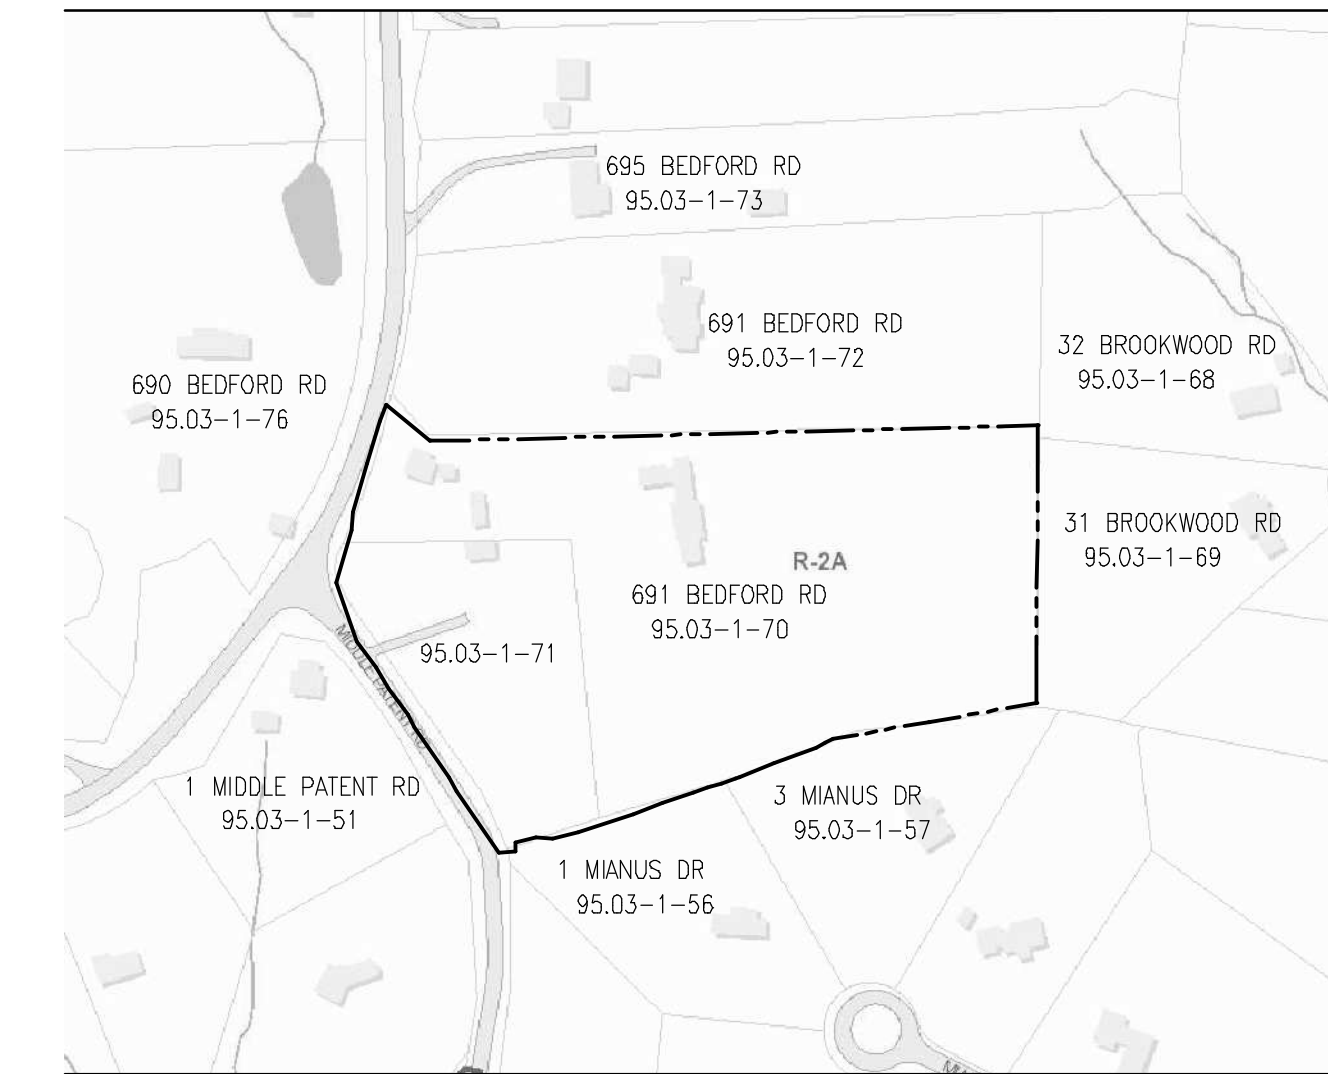 695 BEDFORD RD
95.03-1-73
691 BEDFORD RD
95.03-1-72
32 BROOKWOOD RD
95.03-1-68
690 BEDFORD RD
95.03-1-76
31 BROOKWOOD RD
95.03-1-69
R-2A
691 BEDFORD RD
95.03-1-70
95.03-1-71
MIDDLE PATENT RD
1 MIDDLE PATENT RD
95.03-1-51
3 MIANUS DR
95.03-1-57
1 MIANUS DR
95.03-1-56